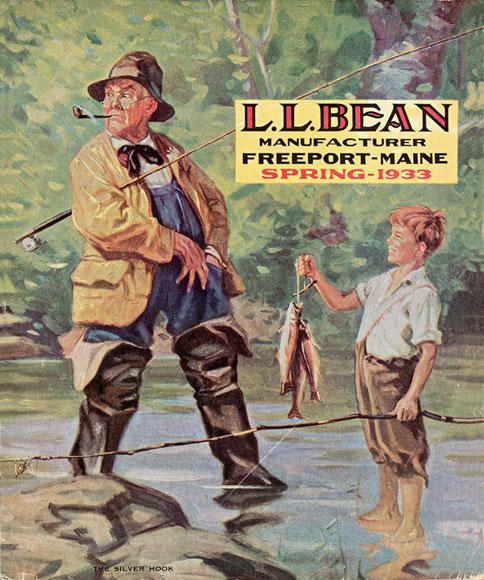 L.L.BEAN
MANUFACTURER
FREEPORT-MAINE
SPRING-1933
THE SILVER HOOK